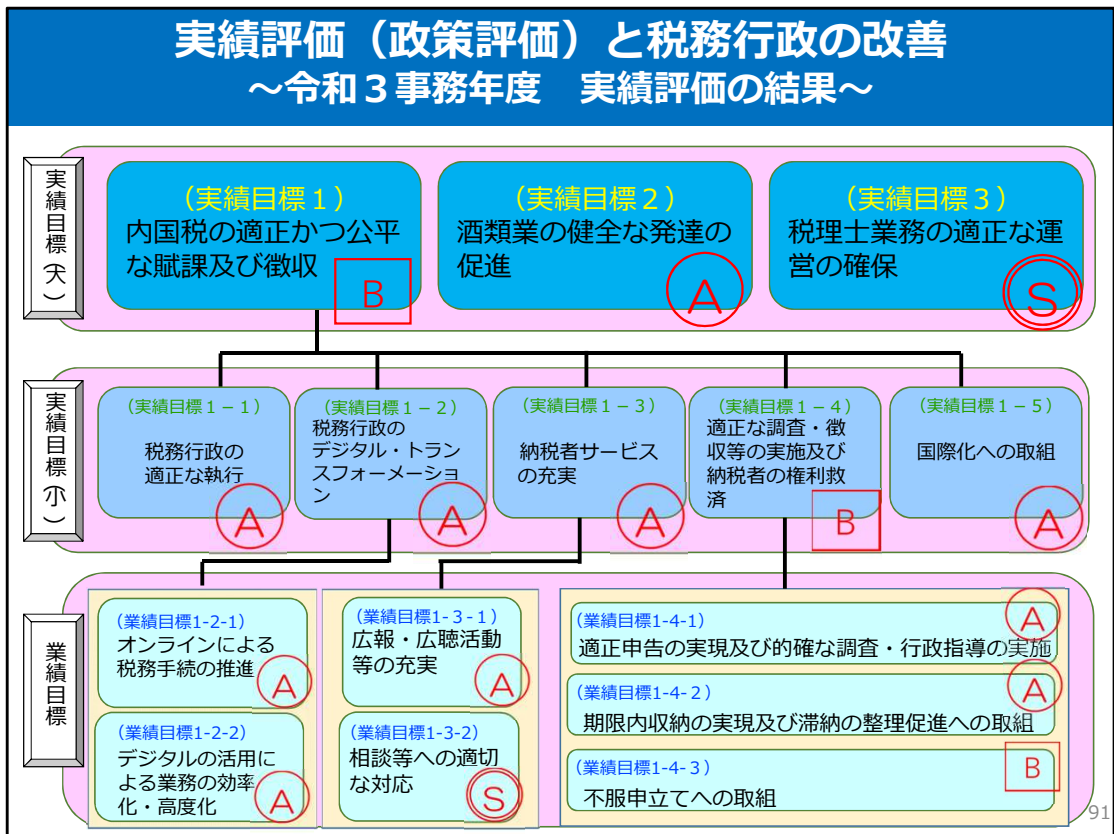 実績評価（政策評価）と税務行政の改善
～令和３事務年度　実績評価の結果～
実績目標（大）
（実績目標１）
内国税の適正かつ公平
な賦課及び徴収
B
（実績目標２）
酒類業の健全な発達の
促進
A
（実績目標３）
税理士業務の適正な運
営の確保
S
実績目標（小）
（実績目標１－１）
税務行政の
適正な執行
A
（実績目標１－２）
税務行政の
デジタル・トラン
スフォーメーショ
ン
A
（実績目標１－３）
納税者サービス
の充実
A
（実績目標１－４）
適正な調査・徴
収等の実施及び
納税者の権利救
済
B
（実績目標１－５）
国際化への取組
A
業績目標
（業績目標1-2-1）
オンラインによる
税務手続の推進
A
（業績目標1-2-2）
デジタルの活用に
よる業務の効率
化・高度化
A
（業績目標1-3-1）
広報・広聴活動
等の充実
A
（業績目標1-3-2）
相談等への適切
な対応
S
（業績目標1-4-1）
適正申告の実現及び的確な調査・行政指導の実施
A
（業績目標1-4-2）
期限内収納の実現及び滞納の整理促進への取組
A
（業績目標1-4-3）
不服申立てへの取組
B
91